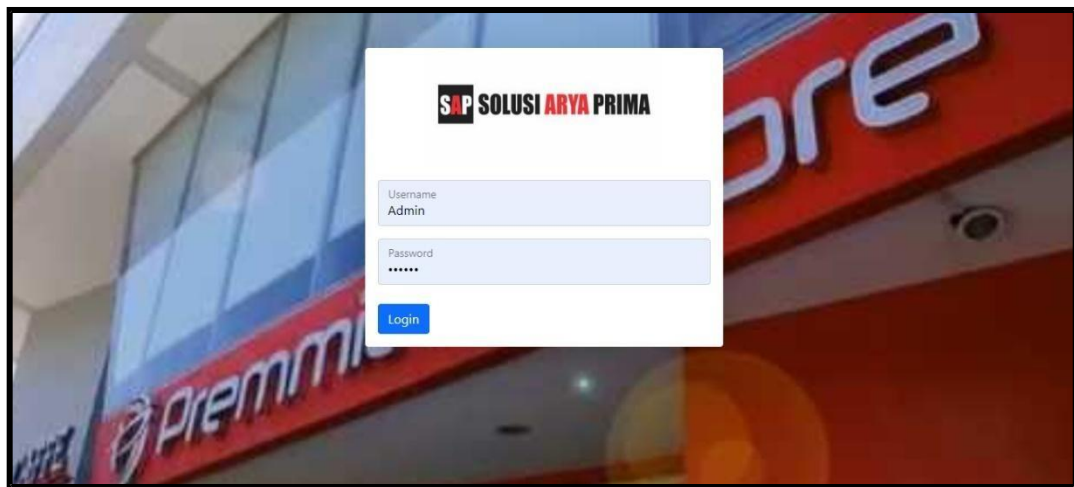 SAP SOLUSI ARYA PRIMA
Username
Admin
Password
••••••
Login
Premmi
ore